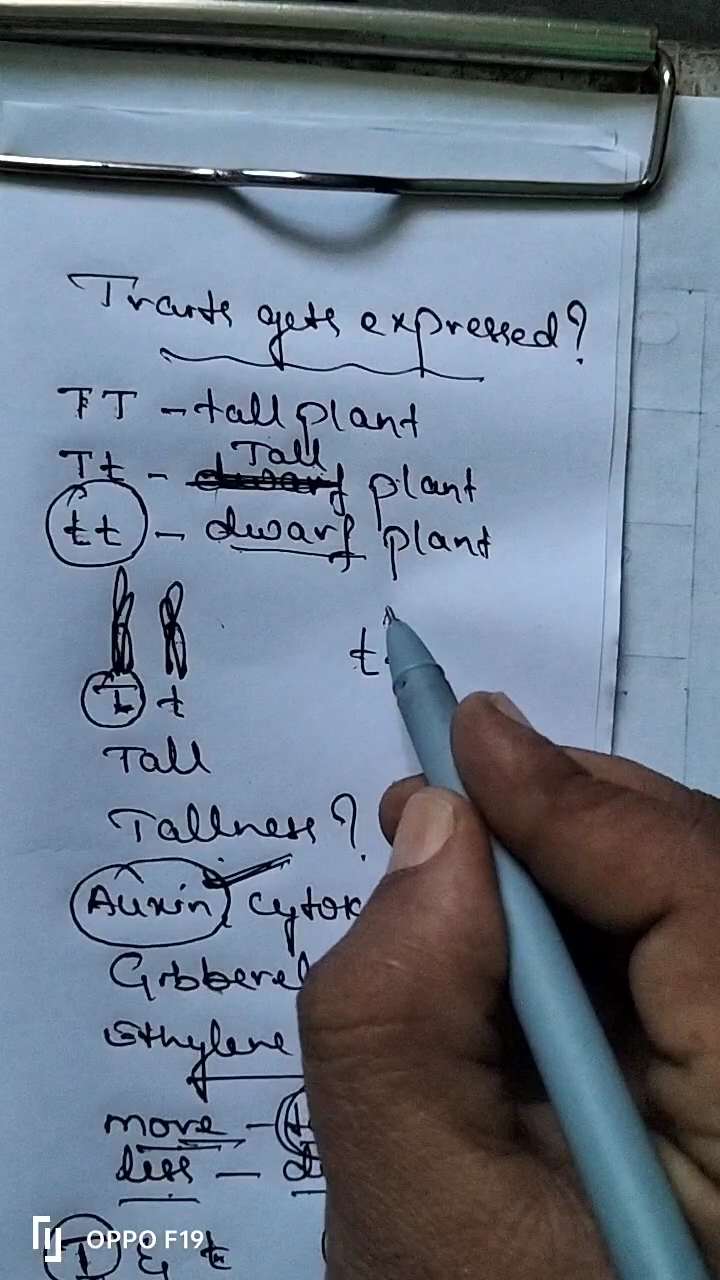 Traits gets expressed?
TT - tall plant
Tall
Tt - dwarf plant
tt - dwarf plant
T t
t
Tall
Tallness?
Auxin, cytok
Gibberel
Ethylene
more -
less - d
T & t
OPPO F19